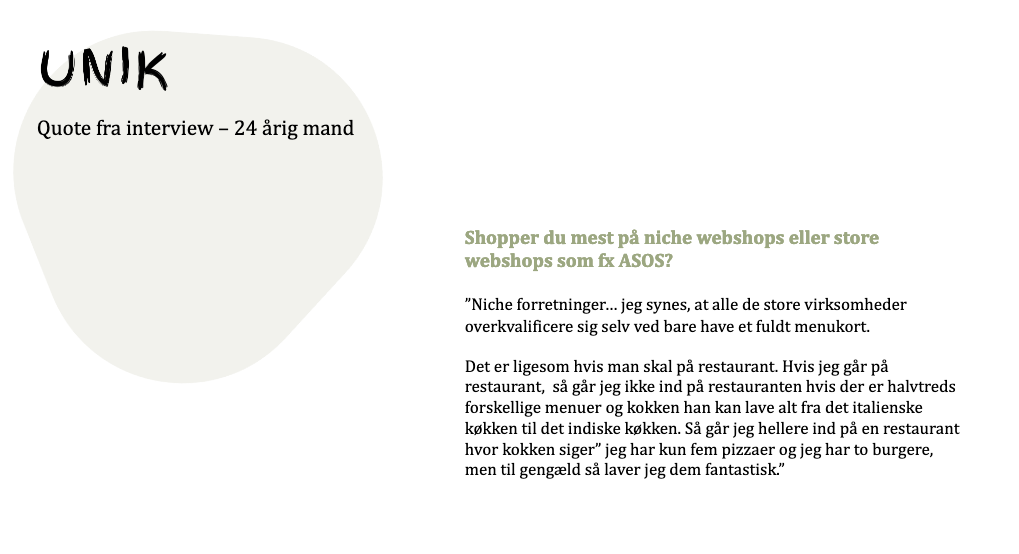 UNIK
Quote fra interview – 24 årig mand
Shopper du mest på niche webshops eller store
webshops som fx ASOS?
”Niche forretninger... jeg synes, at alle de store virksomheder
overkvalificere sig selv ved bare have et fuldt menukort.
Det er ligesom hvis man skal på restaurant. Hvis jeg går på
restaurant,  så går jeg ikke ind på restauranten hvis der er halvtreds
forskellige menuer og kokken han kan lave alt fra det italienske
køkken til det indiske køkken. Så går jeg hellere ind på en restaurant
hvor kokken siger” jeg har kun fem pizzaer og jeg har to burgere,
men til gengæld så laver jeg dem fantastisk.”